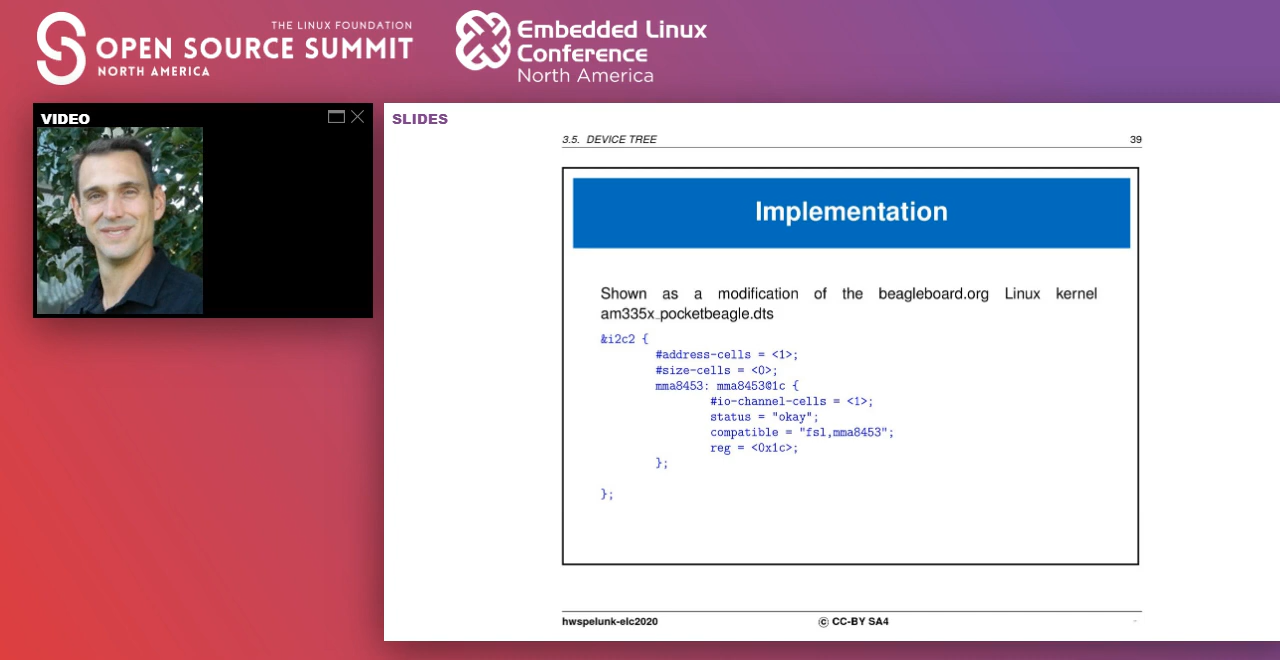 THE LINUX FOUNDATION
OPEN SOURCE SUMMIT
NORTH AMERICA
Embedded Linux
Conference
North America
VIDEO
SLIDES
3.5. DEVICE TREE 39
Implementation
Shown as a modification of the beagleboard.org Linux kernel
am335x_pocketbeagle.dts
&i2c2 {
#address-cells = <1>;
#size-cells = <0>;
mma8453: mma8453@1c {
#io-channel-cells = <1>;
status = "okay";
compatible = "fsl,mma8453";
reg = <0x1c>;
};
};
hwspelunk-elc2020 © CC-BY SA4